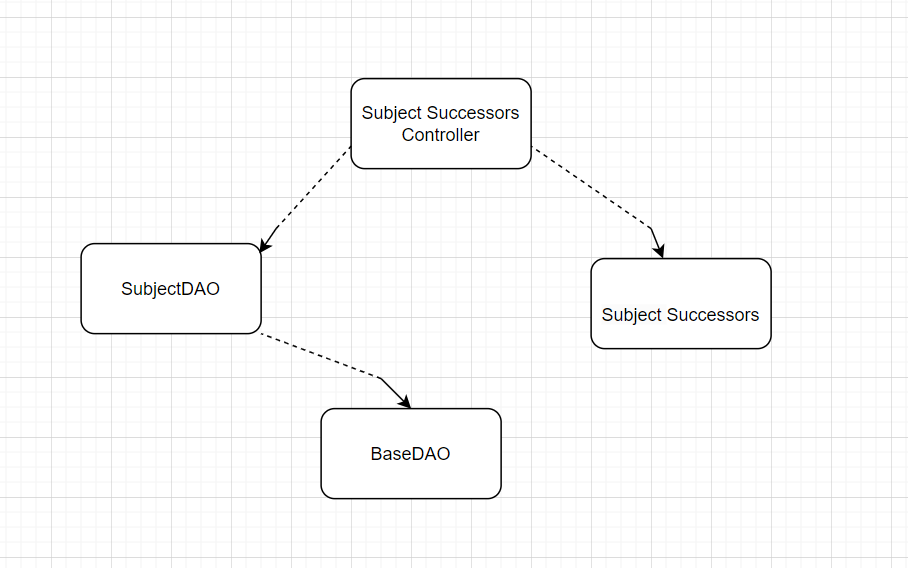 Subject Successors
Controller
SubjectDAO
Subject Successors
BaseDAO